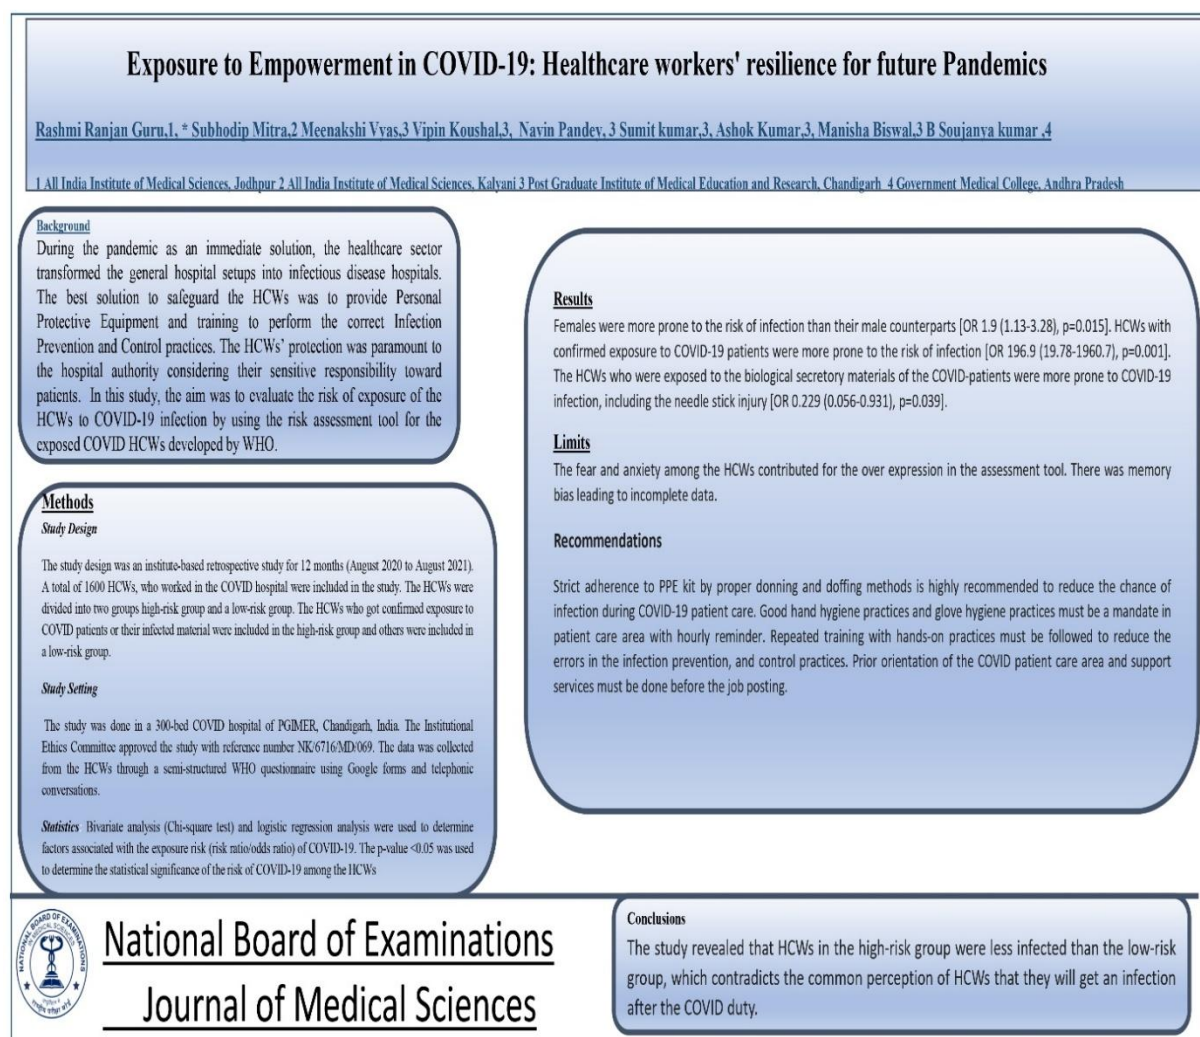 Exposure to Empowerment in COVID-19: Healthcare workers' resilience for future Pandemics
Rashmi Ranjan Guru,1, * Subhodip Mitra,2 Meenakshi Vyas,3 Vipin Koushal,3, Navin Pandey, 3 Sumit kumar,3, Ashok Kumar,3, Manisha Biswal,3 B Soujanya kumar ,4
1 All India Institute of Medical Sciences, Jodhpur 2 All India Institute of Medical Sciences, Kalyani 3 Post Graduate Institute of Medical Education and Research, Chandigarh 4 Government Medical College, Andhra Pradesh
Background
During the pandemic as an immediate solution, the healthcare sector
transformed the general hospital setups into infectious disease hospitals.
The best solution to safeguard the HCWs was to provide Personal
Protective Equipment and training to perform the correct Infection
Prevention and Control practices. The HCWs' protection was paramount to
the hospital authority considering their sensitive responsibility toward
patients. In this study, the aim was to evaluate the risk of exposure of the
HCWs to COVID-19 infection by using the risk assessment tool for the
exposed COVID HCWs developed by WHO.
Methods
Study Design
The study design was an institute-based retrospective study for 12 months (August 2020 to August 2021).
A total of 1600 HCWs, who worked in the COVID hospital were included in the study. The HCWs were
divided into two groups high-risk group and a low-risk group. The HCWs who got confirmed exposure to
COVID patients or their infected material were included in the high-risk group and others were included in
a low-risk group.
Study Setting
The study was done in a 300-bed COVID hospital of PGIMER, Chandigarh, India. The Institutional
Ethics Committee approved the study with reference number NK/6716/MD/069. The data was collected
from the HCWs through a semi-structured WHO questionnaire using Google forms and telephonic
conversations.
Statistics Bivariate analysis (Chi-square test) and logistic regression analysis were used to determine
factors associated with the exposure risk (risk ratio/odds ratio) of COVID-19. The p-value <0.05 was used
to determine the statistical significance of the risk of COVID-19 among the HCWs
Results
Females were more prone to the risk of infection than their male counterparts [OR 1.9 (1.13-3.28), p=0.015]. HCWs with
confirmed exposure to COVID-19 patients were more prone to the risk of infection [OR 196.9 (19.78-1960.7), p=0.001].
The HCWs who were exposed to the biological secretory materials of the COVID-patients were more prone to COVID-19
infection, including the needle stick injury [OR 0.229 (0.056-0.931), p=0.039].
Limits
The fear and anxiety among the HCWs contributed for the over expression in the assessment tool. There was memory
bias leading to incomplete data.
Recommendations
Strict adherence to PPE kit by proper donning and doffing methods is highly recommended to reduce the chance of
infection during COVID-19 patient care. Good hand hygiene practices and glove hygiene practices must be a mandate in
patient care area with hourly reminder. Repeated training with hands-on practices must be followed to reduce the
errors in the infection prevention, and control practices. Prior orientation of the COVID patient care area and support
services must be done before the job posting.
NATIONAL BOARD OF EXAMINATIONS
IN MEDICAL SCIENCES
National Board of Examinations
Journal of Medical Sciences
Conclusions
The study revealed that HCWs in the high-risk group were less infected than the low-risk
group, which contradicts the common perception of HCWs that they will get an infection
after the COVID duty.